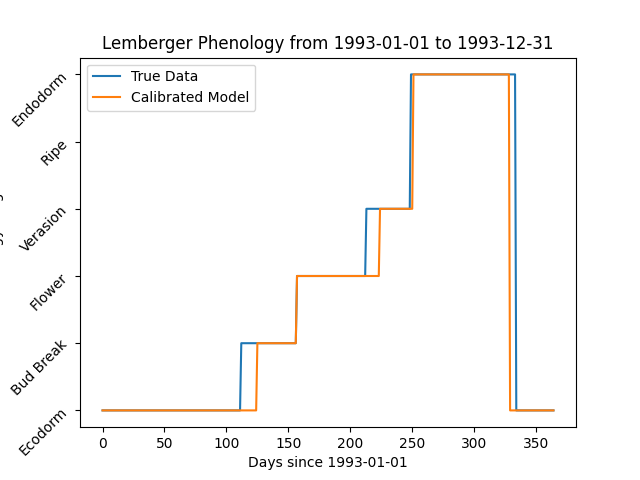 Lemberger Phenology from 1993-01-01 to 1993-12-31
True Data
Calibrated Model
Endodorm
Ripe
Verasion
Flower
Bud Break
Ecodorm
0 50 100 150 200 250 300 350
Days since 1993-01-01